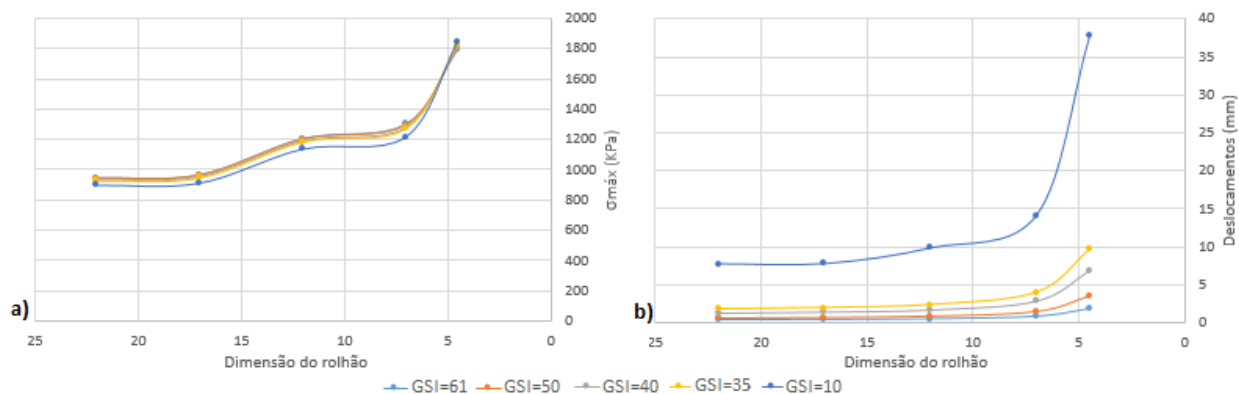 2000
1800
1600
1400
1200
1000
800
600
400
200
0
σmáx (KPa)
a)
25
20
15
10
5
0
Dimensão do rolhão
40
35
30
25
20
15
10
5
0
Deslocamentos (mm)
b)
25
20
15
10
5
0
Dimensão do rolhão
GSI=61
GSI=50
GSI=40
GSI=35
GSI=10